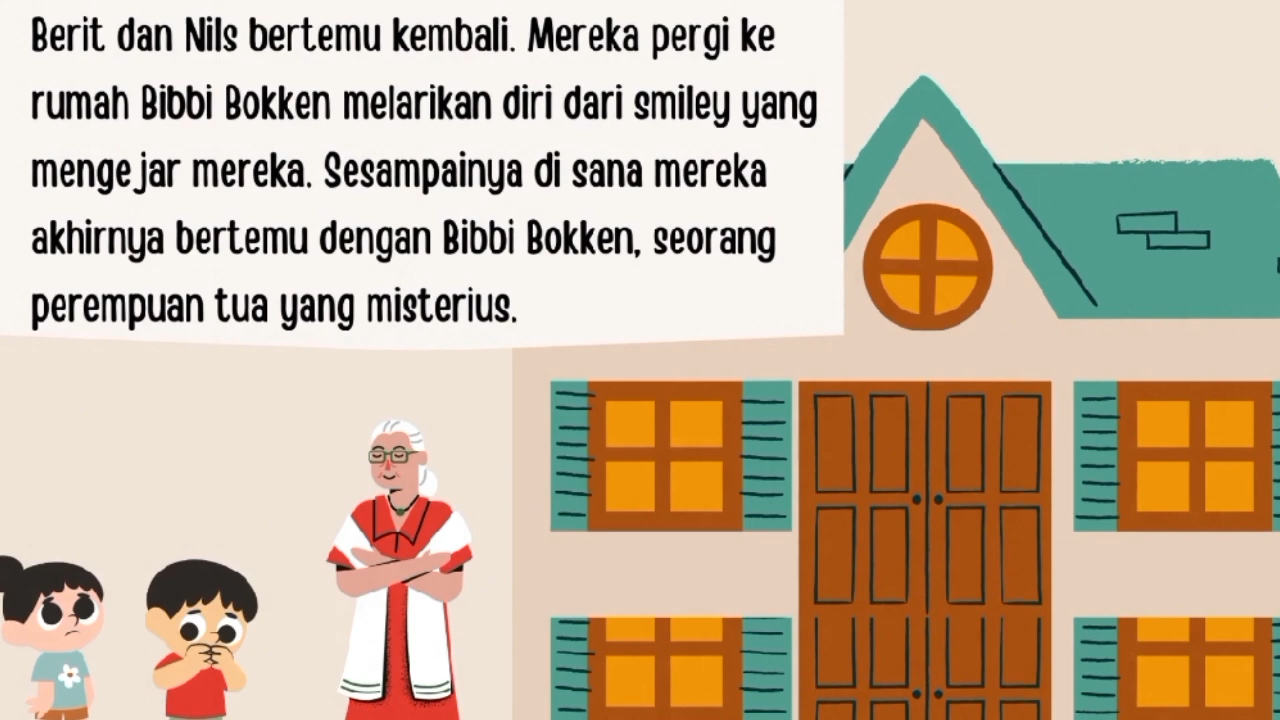 Berit dan Nils bertemu kembali. Mereka pergi ke
rumah Bibbi Bokken melarikan diri dari smiley yang
mengejar mereka. Sesampainya di sana mereka
akhirnya bertemu dengan Bibbi Bokken, seorang
perempuan tua yang misterius.